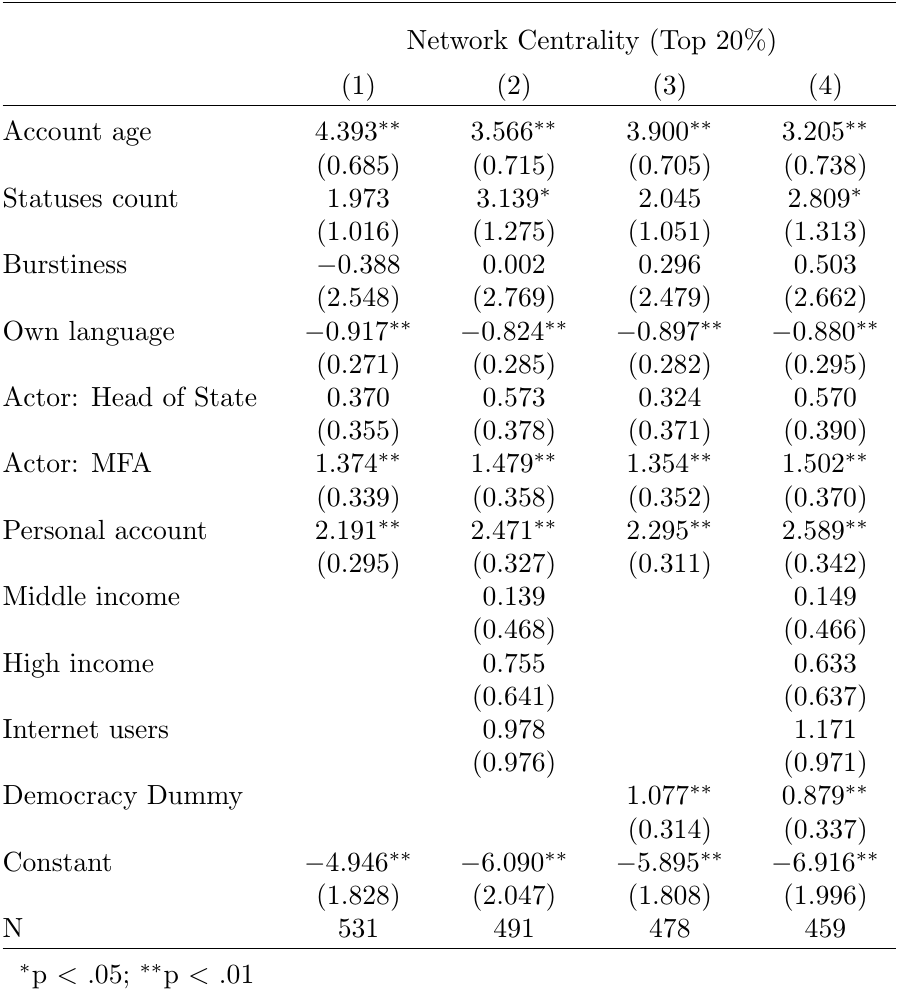 Network Centrality (Top 20%)
(1) (2) (3) (4)
Account age 4.393** 3.566** 3.900** 3.205**
(0.685) (0.715) (0.705) (0.738)
Statuses count 1.973 3.139* 2.045 2.809*
(1.016) (1.275) (1.051) (1.313)
Burstiness −0.388 0.002 0.296 0.503
(2.548) (2.769) (2.479) (2.662)
Own language −0.917** −0.824** −0.897** −0.880**
(0.271) (0.285) (0.282) (0.295)
Actor: Head of State 0.370 0.573 0.324 0.570
(0.355) (0.378) (0.371) (0.390)
Actor: MFA 1.374** 1.479** 1.354** 1.502**
(0.339) (0.358) (0.352) (0.370)
Personal account 2.191** 2.471** 2.295** 2.589**
(0.295) (0.327) (0.311) (0.342)
Middle income 0.139 0.149
(0.468) (0.466)
High income 0.755 0.633
(0.641) (0.637)
Internet users 0.978 1.171
(0.976) (0.971)
Democracy Dummy 1.077** 0.879**
(0.314) (0.337)
Constant −4.946** −6.090** −5.895** −6.916**
(1.828) (2.047) (1.808) (1.996)
N 531 491 478 459
*p < .05; **p < .01